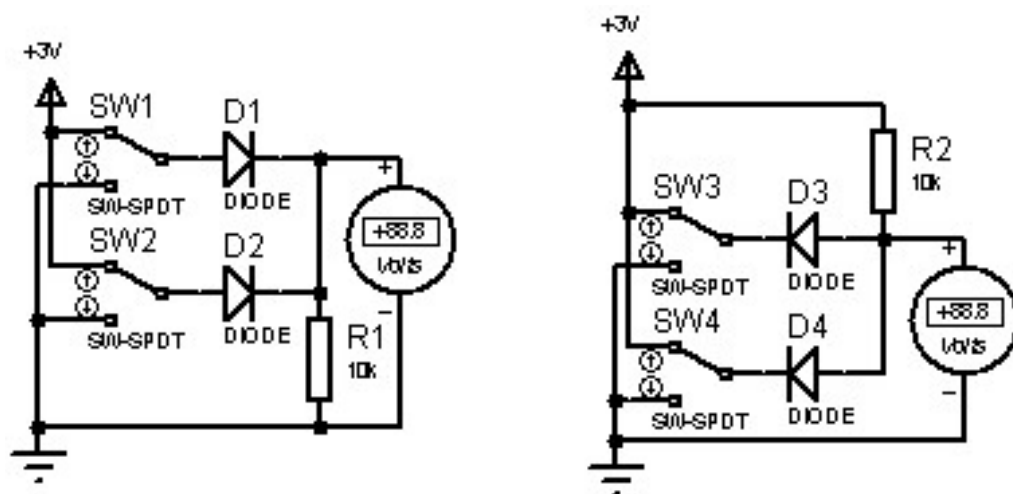 +3V
SW1
D1
SW-SPDT
DIODE
SW2
D2
SW-SPDT
DIODE
+
+88.8
Volts
−
R1
10k
+3V
R2
10k
SW3
D3
SW-SPDT
DIODE
SW4
D4
SW-SPDT
DIODE
+
+88.8
Volts
−